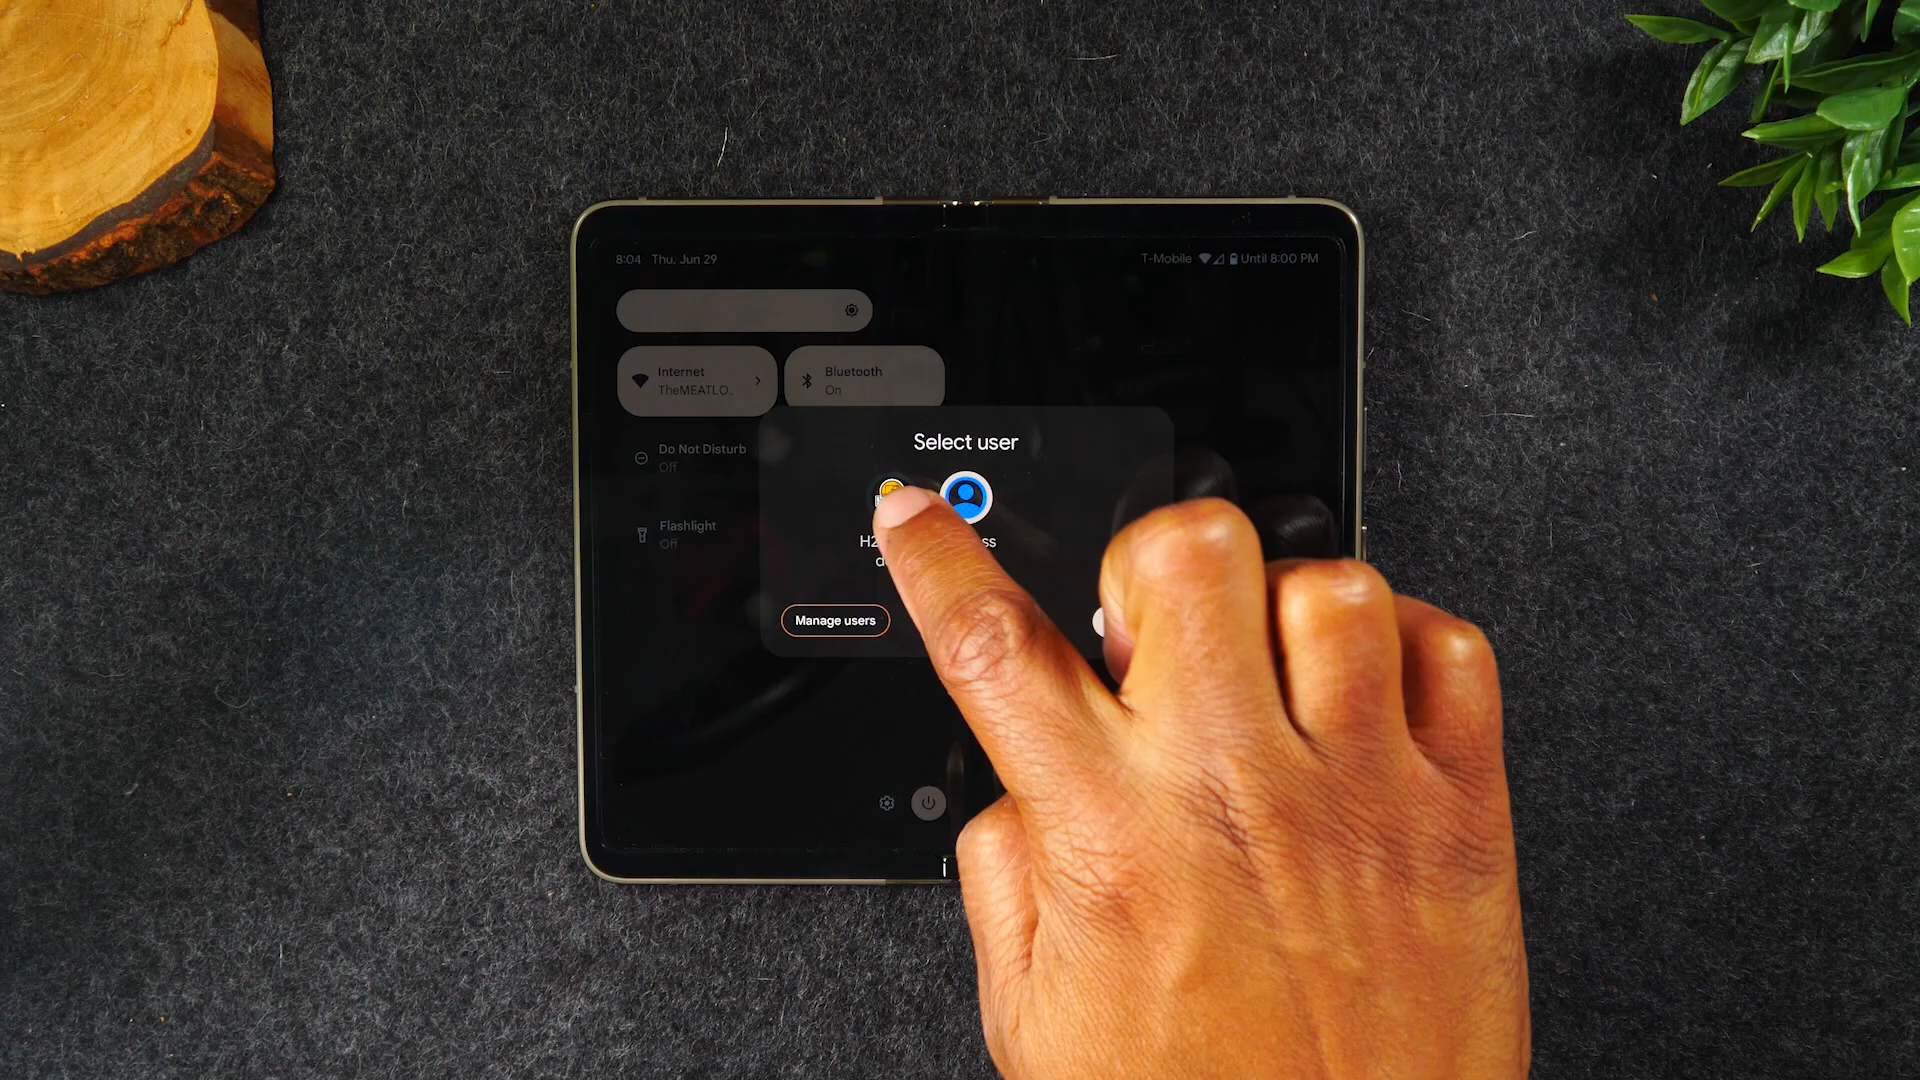 8:04 Thu, Jun 29
T-Mobile Until 8:00 PM
Internet
TheMEATLO..
Bluetooth
On
Do Not Disturb
Off
Flashlight
Off
Select user
Manage users